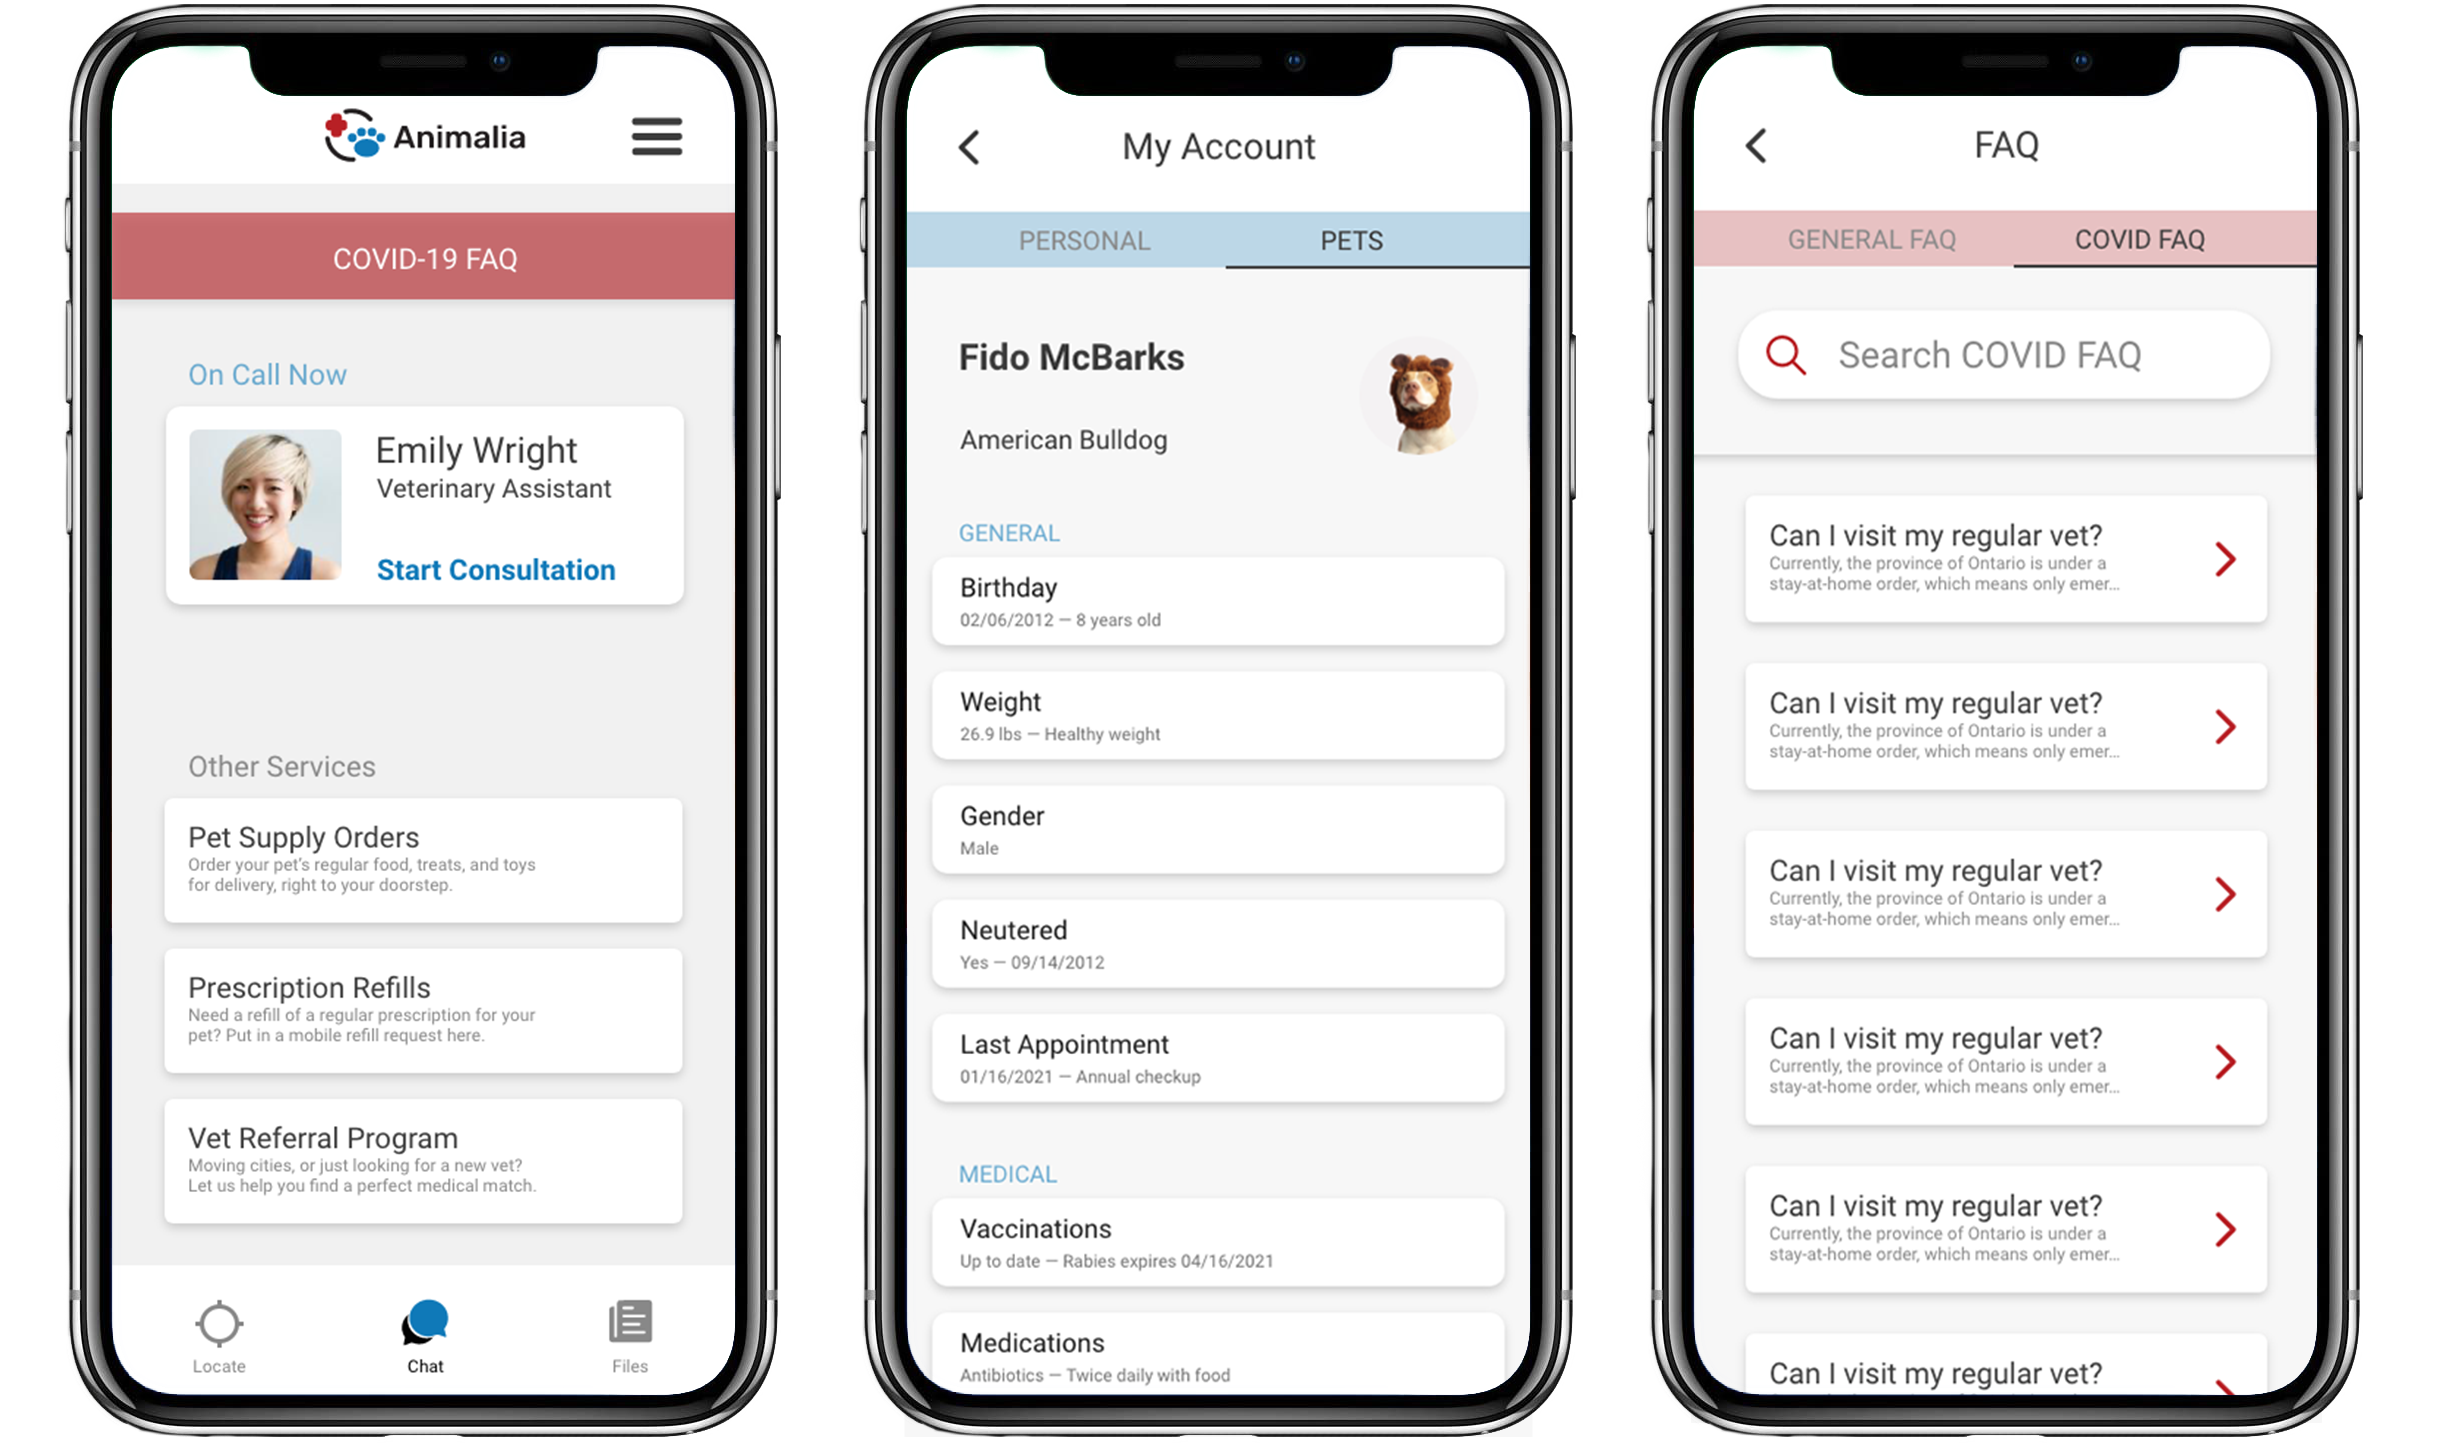 Animalia
COVID-19 FAQ
On Call Now
Emily Wright
Veterinary Assistant
Start Consultation
Other Services
Pet Supply Orders
Order your pet's regular food, treats, and toys
for delivery, right to your doorstep.
Prescription Refills
Need a refill of a regular prescription for your
pet? Put in a mobile refill request here.
Vet Referral Program
Moving cities, or just looking for a new vet?
Let us help you find a perfect medical match.
Locate
Chat
Files
My Account
PERSONAL
PETS
Fido McBarks
American Bulldog
GENERAL
Birthday
02/06/2012 — 8 years old
Weight
26.9 lbs — Healthy weight
Gender
Male
Neutered
Yes — 09/14/2012
Last Appointment
01/16/2021 — Annual checkup
MEDICAL
Vaccinations
Up to date — Rabies expires 04/16/2021
Medications
Antibiotics — Twice daily with food
FAQ
GENERAL FAQ
COVID FAQ
Search COVID FAQ
Can I visit my regular vet?
Currently, the province of Ontario is under a
stay-at-home order, which means only emer...
Can I visit my regular vet?
Currently, the province of Ontario is under a
stay-at-home order, which means only emer...
Can I visit my regular vet?
Currently, the province of Ontario is under a
stay-at-home order, which means only emer...
Can I visit my regular vet?
Currently, the province of Ontario is under a
stay-at-home order, which means only emer...
Can I visit my regular vet?
Currently, the province of Ontario is under a
stay-at-home order, which means only emer...
Can I visit my regular vet?